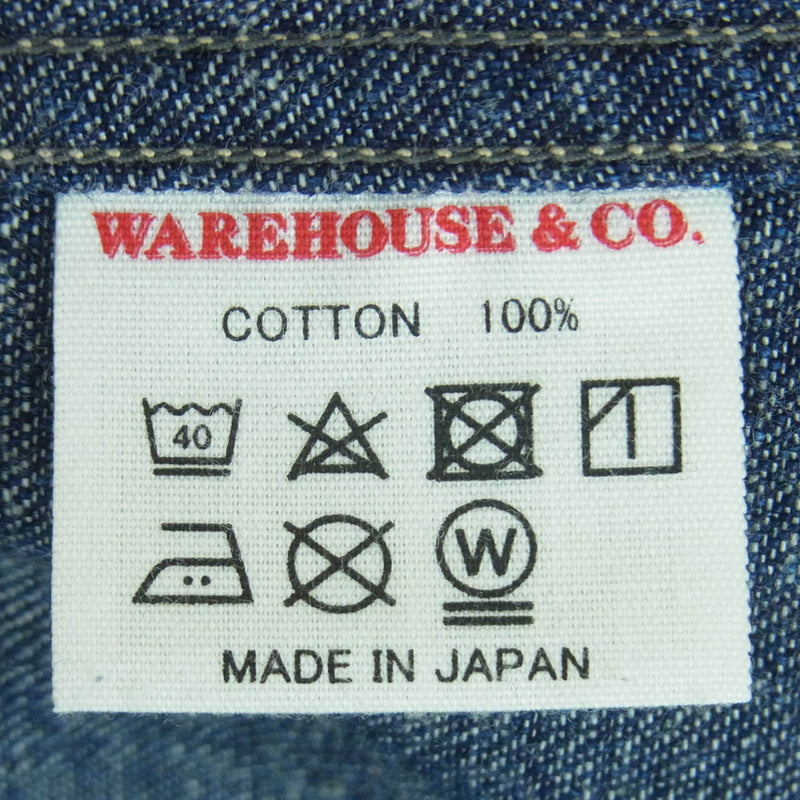 WAREHOUSE & CO.
COTTON 100%
40
W
MADE IN JAPAN